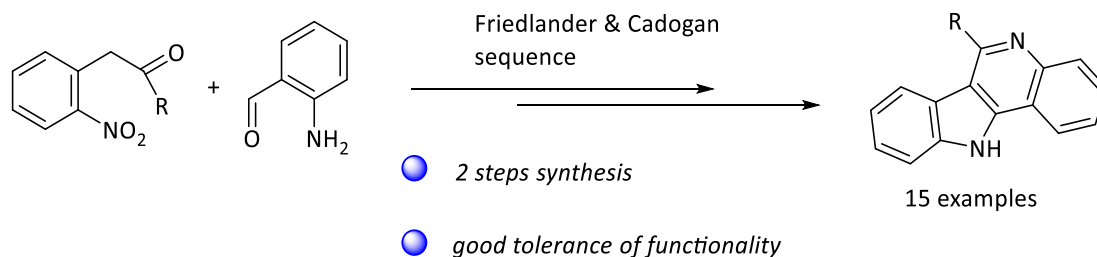 O
R
NO2
+
O
NH2
Friedlander & Cadogan
sequence
2 steps synthesis
good tolerance of functionality
R
N
NH
15 examples